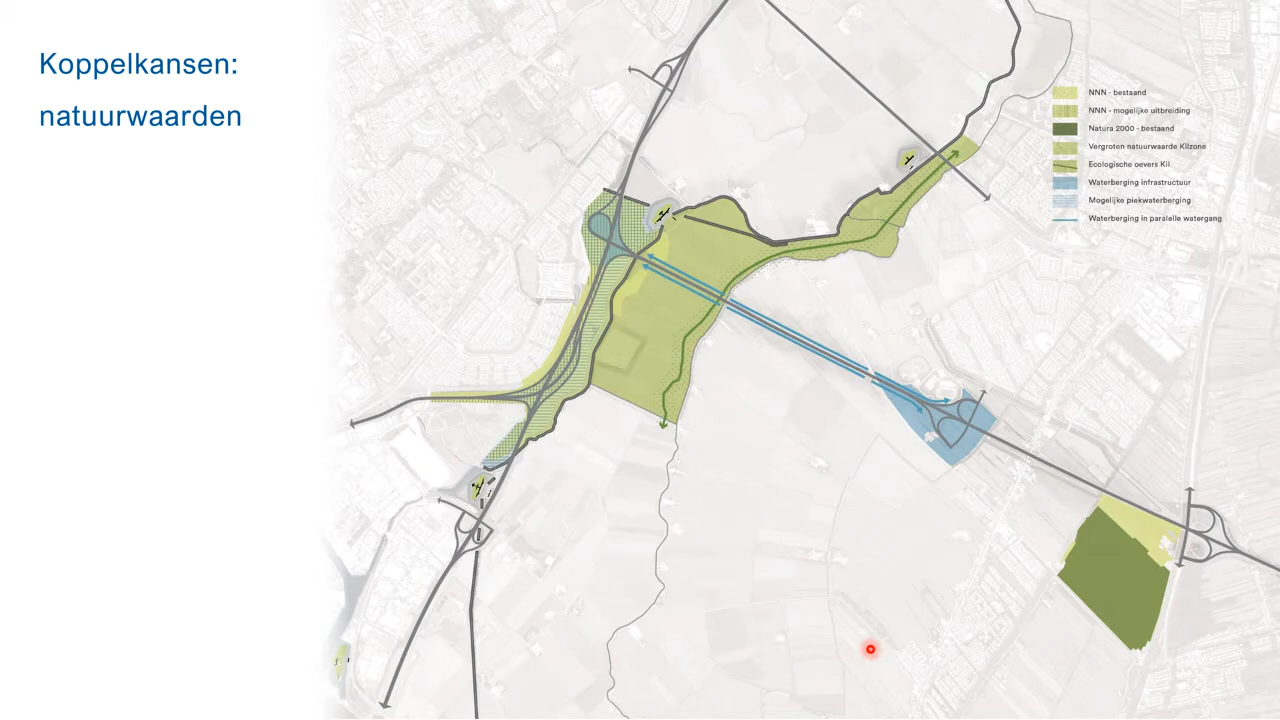 Koppelkansen:
natuurwaarden
NNN - bestaand
NNN - mogelijke uitbreiding
Natura 2000 - bestaand
Vergroten natuurwaarde Kilzone
Ecologische oevers Kil
Waterberging infrastructuur
Mogelijke piekwaterberging
Waterberging in paralelle watergang